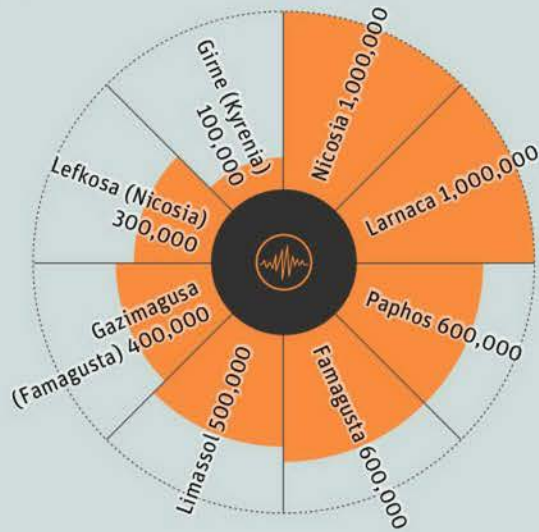 Nicosia 1,000,000
Larnaca 1,000,000
Paphos 600,000
Famagusta 600,000
Limassol 500,000
Gazimagusa
(Famagusta) 400,000
Lefkosa (Nicosia)
300,000
Girne (Kyrenia)
100,000